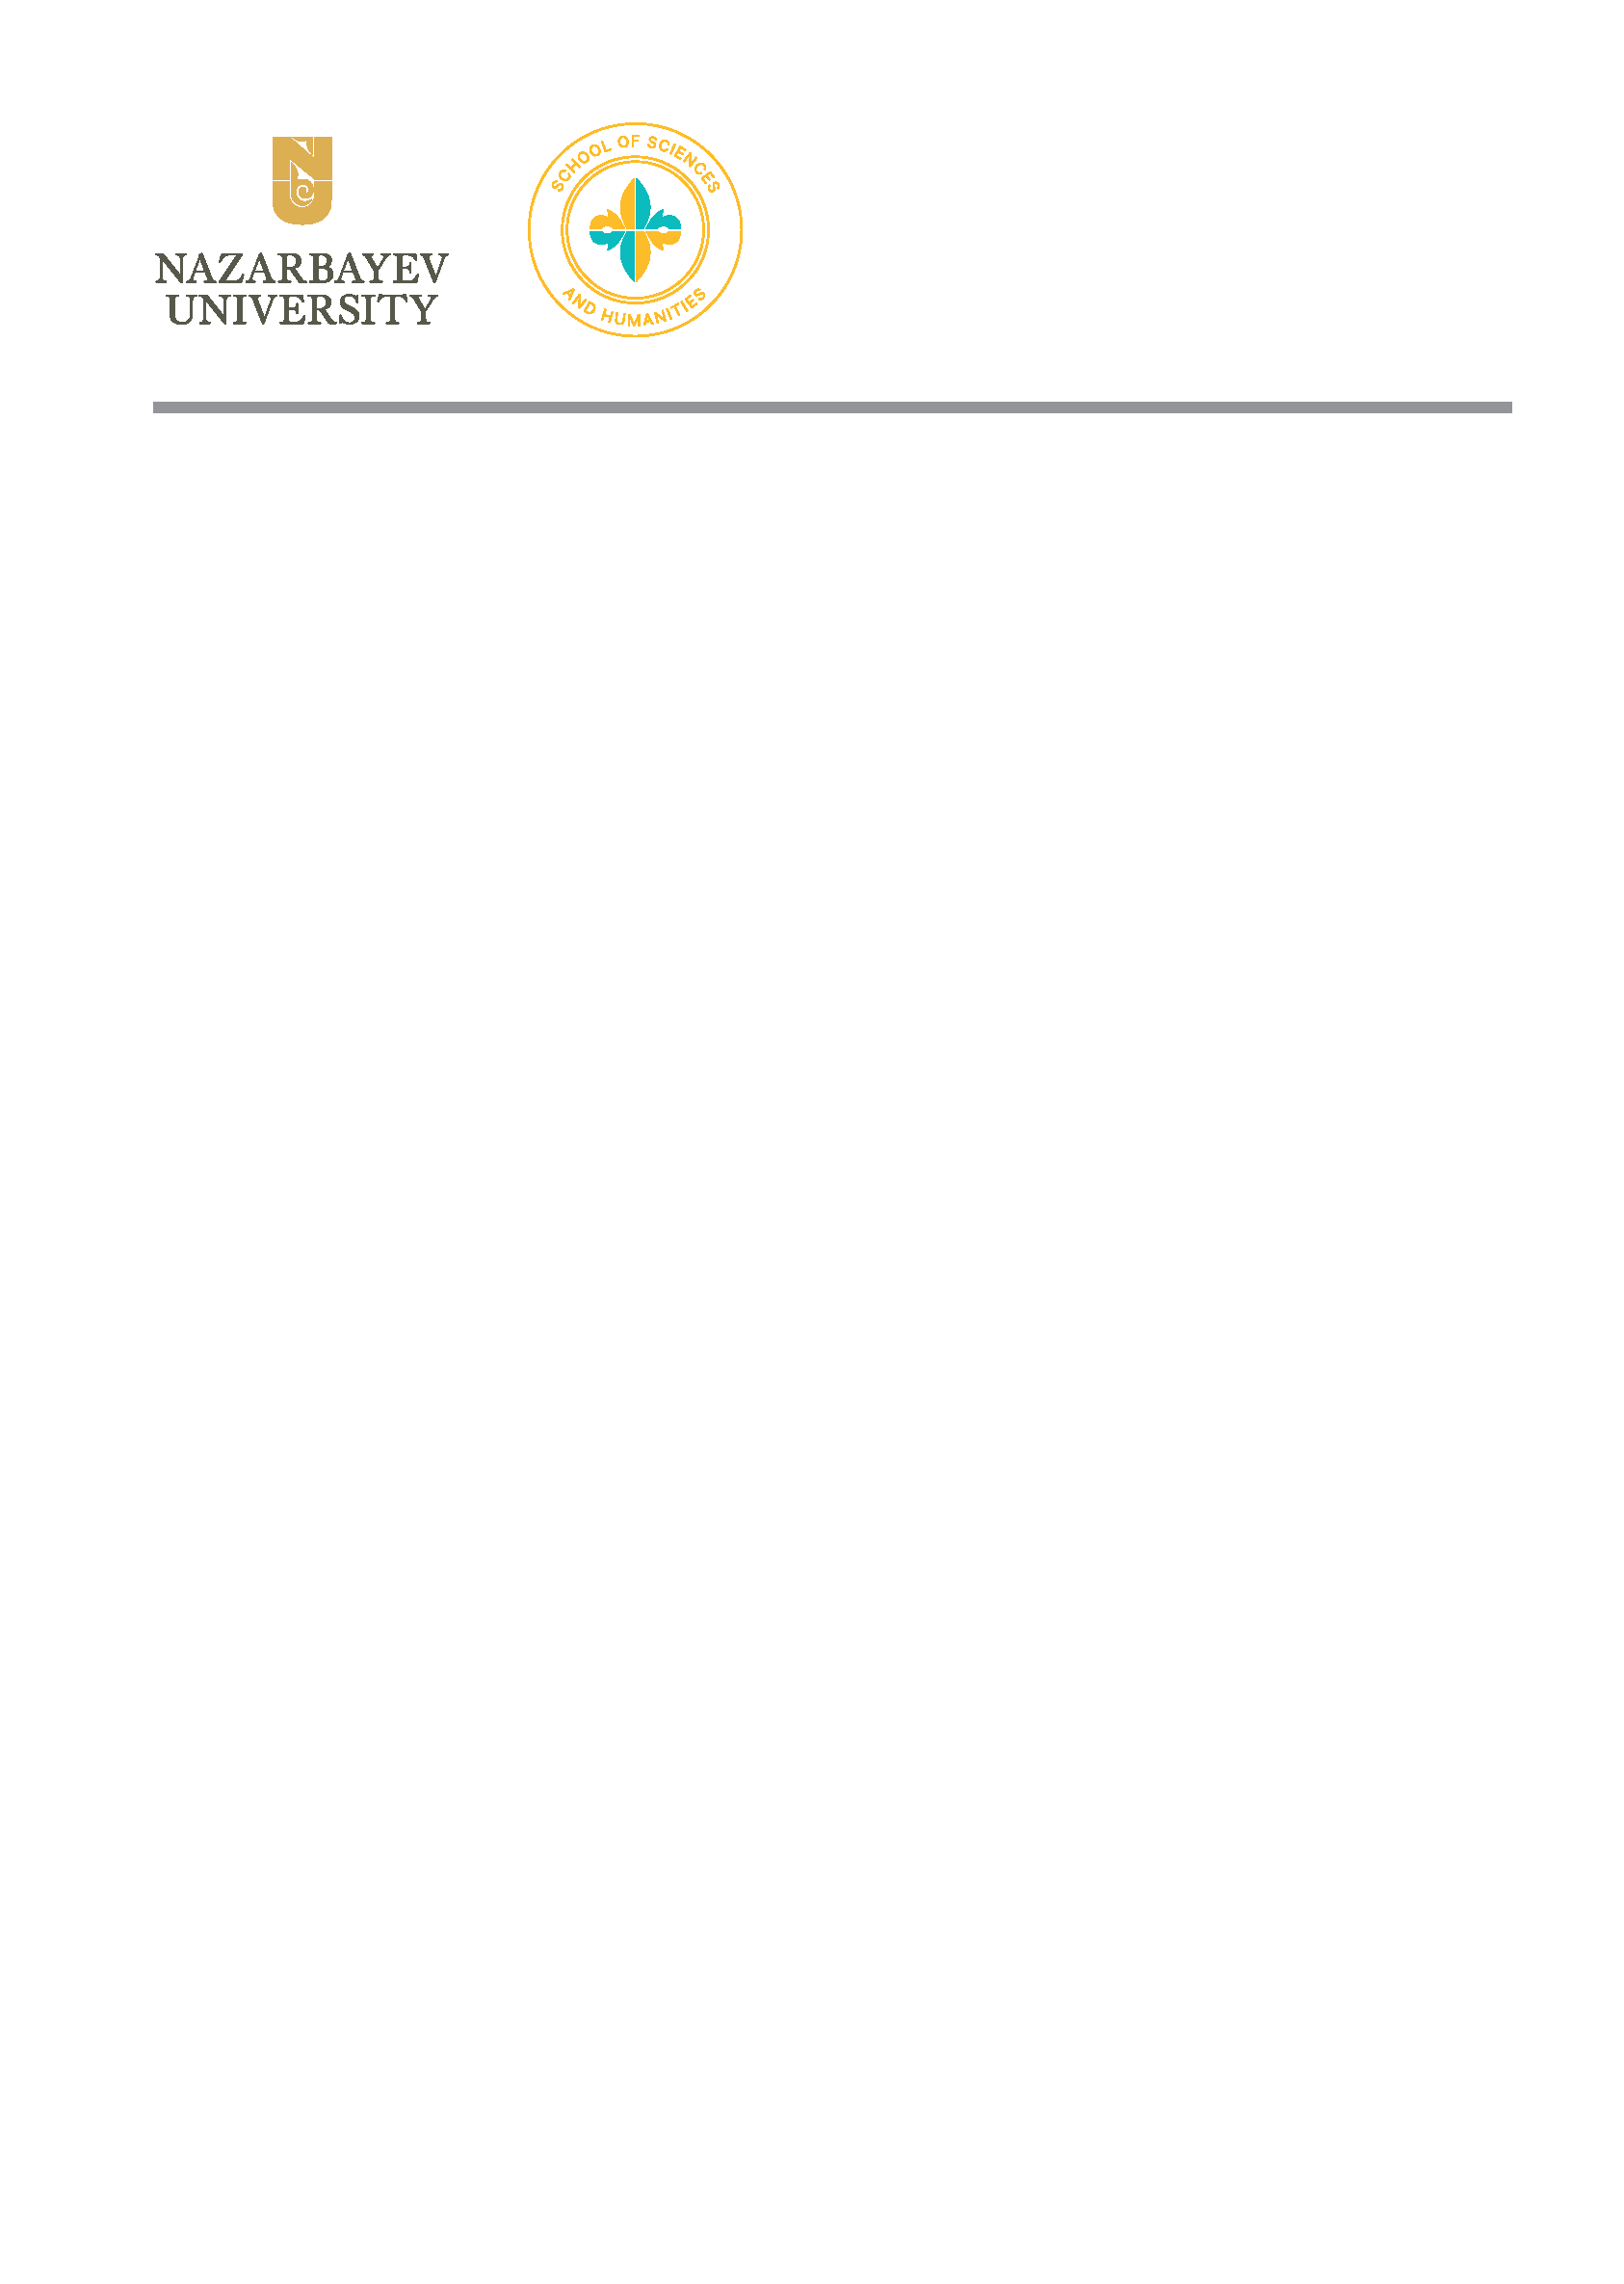 NAZARBAYEV
UNIVERSITY
SCHOOL OF SCIENCES
AND HUMANITIES